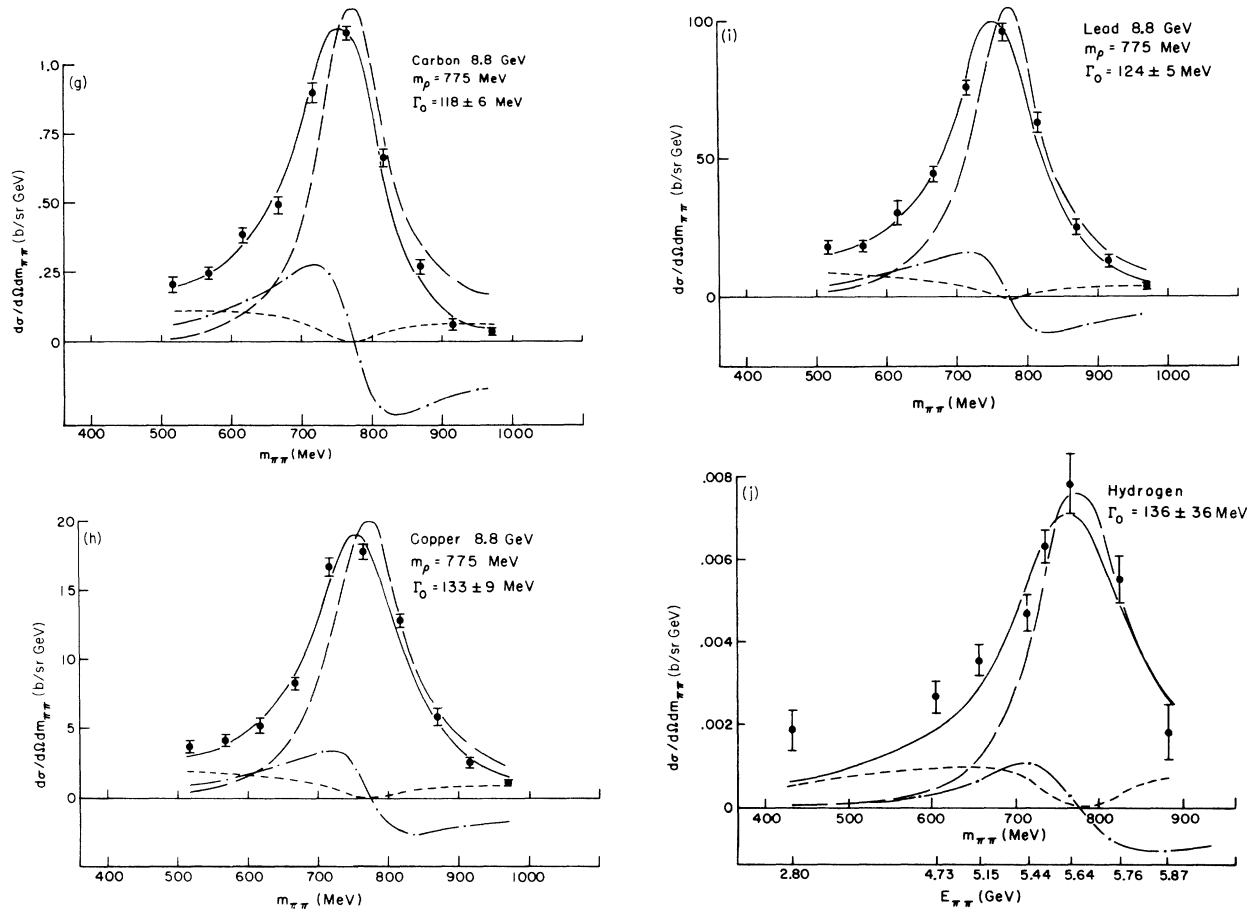 (g)
Carbon 8.8 GeV
mρ = 775 MeV
Γ₀ = 118 ± 6 MeV
dσ/dΩdmππ (b/sr GeV)
1.0
.75
.50
.25
0
400 500 600 700 800 900 1000
mππ (MeV)
(h)
Copper 8.8 GeV
mρ = 775 MeV
Γ₀ = 133 ± 9 MeV
dσ/dΩdmππ (b/sr GeV)
20
15
10
5
0
400 500 600 700 800 900 1000
mππ (MeV)
(i)
Lead 8.8 GeV
mρ = 775 MeV
Γ₀ = 124 ± 5 MeV
dσ/dΩdmππ (b/sr GeV)
100
50
0
400 500 600 700 800 900 1000
mππ (MeV)
(j)
Hydrogen
Γ₀ = 136 ± 36 MeV
dσ/dΩdmππ (b/sr GeV)
.008
.006
.004
.002
0
400 500 600 700 800 900
mππ (MeV)
2.80 4.73 5.15 5.44 5.64 5.76 5.87
Eππ (GeV)